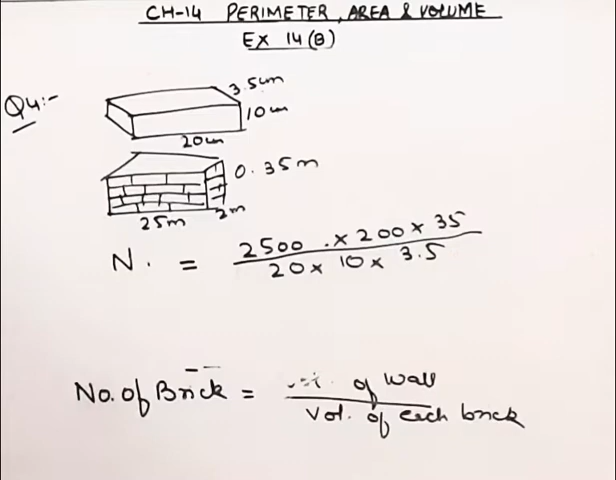 CH-14 PERIMETER, AREA & VOLUME
EX 14(B)
Q4:-
3.5cm
10cm
20cm
0.35m
2m
25m
N. = 2500 × 200 × 35
20 × 10 × 3.5
No. of Brick = of wall
Vol. of each brick